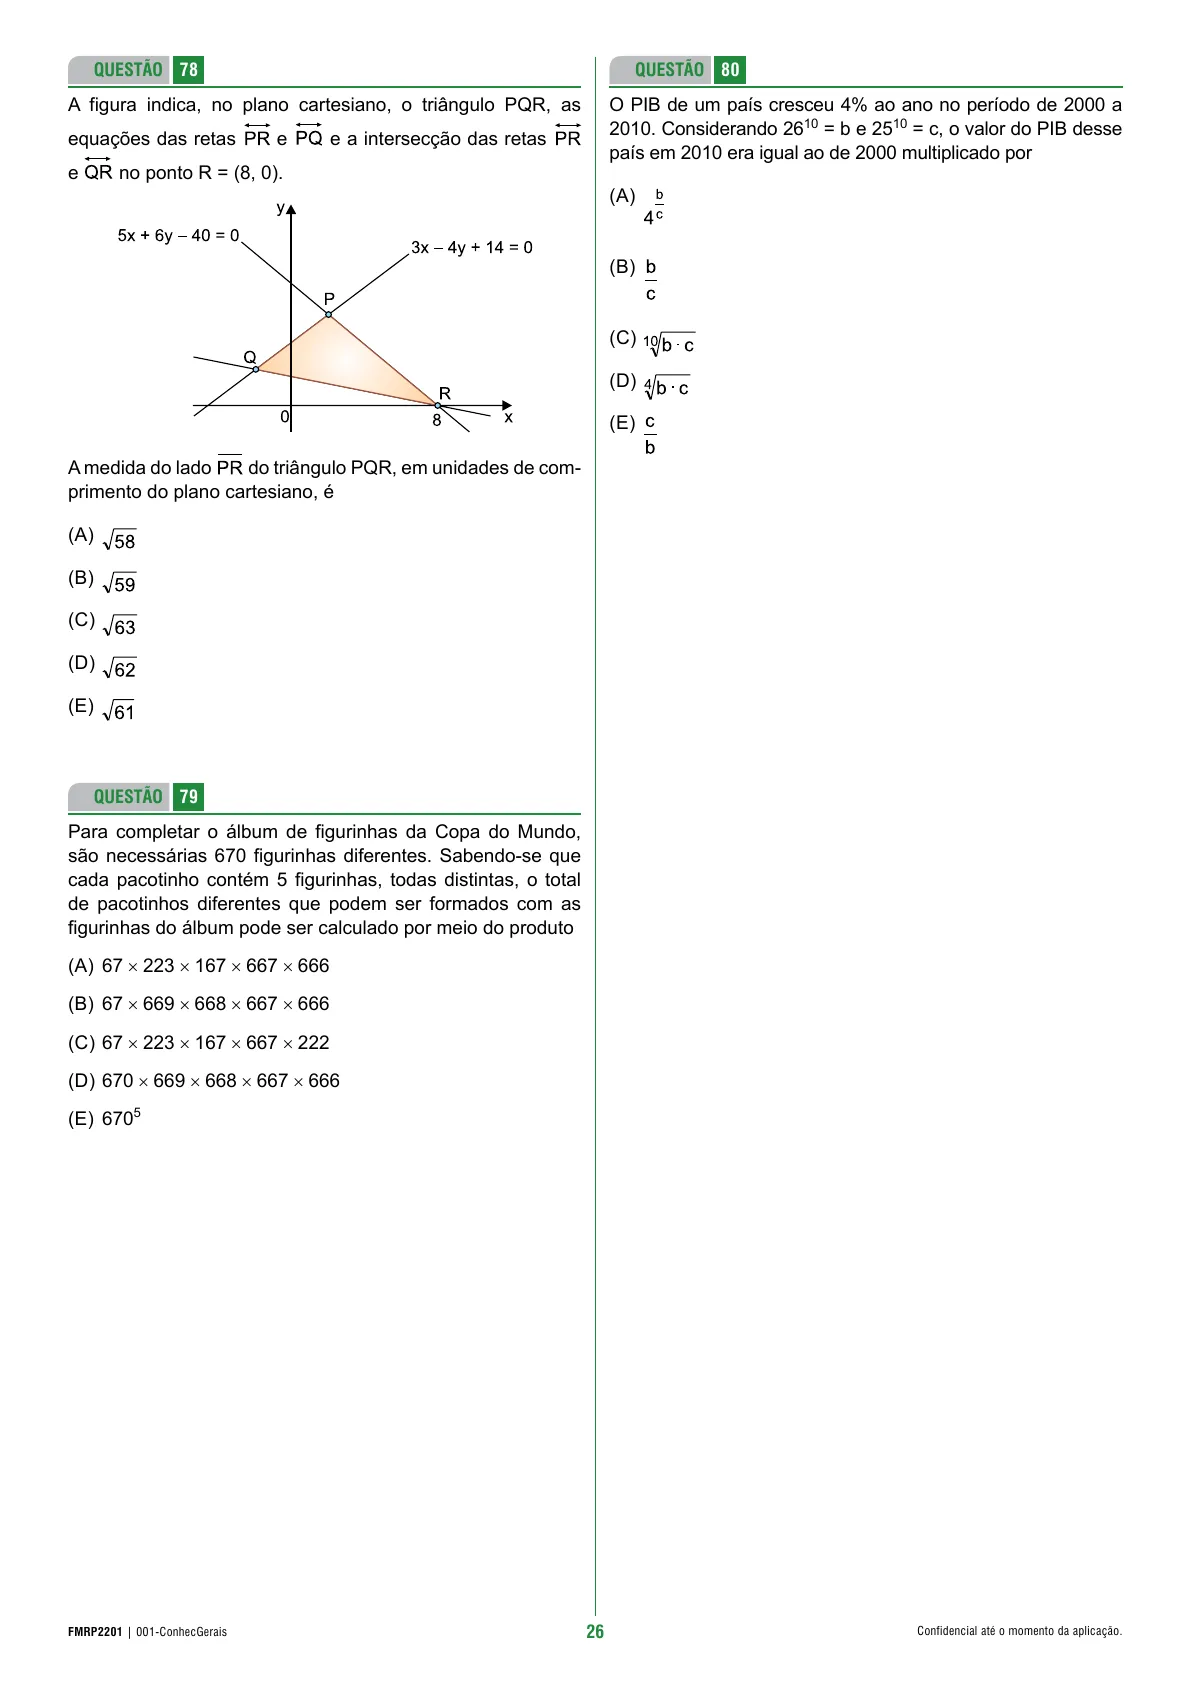 QUESTÃO 78
A figura indica, no plano cartesiano, o triângulo PQR, as
equações das retas PR e PQ e a intersecção das retas PR
e QR no ponto R = (8, 0).
y
5x + 6y – 40 = 0
3x – 4y + 14 = 0
P
Q
R
0
8
x
A medida do lado PR do triângulo PQR, em unidades de com-
primento do plano cartesiano, é
(A) √58
(B) √59
(C) √63
(D) √62
(E) √61
QUESTÃO 79
Para completar o álbum de figurinhas da Copa do Mundo,
são necessárias 670 figurinhas diferentes. Sabendo-se que
cada pacotinho contém 5 figurinhas, todas distintas, o total
de pacotinhos diferentes que podem ser formados com as
figurinhas do álbum pode ser calculado por meio do produto
(A) 67 × 223 × 167 × 667 × 666
(B) 67 × 669 × 668 × 667 × 666
(C) 67 × 223 × 167 × 667 × 222
(D) 670 × 669 × 668 × 667 × 666
(E) 670⁵
QUESTÃO 80
O PIB de um país cresceu 4% ao ano no período de 2000 a
2010. Considerando 26¹⁰ = b e 25¹⁰ = c, o valor do PIB desse
país em 2010 era igual ao de 2000 multiplicado por
(A) 4^(b/c)
(B) b/c
(C) ¹⁰√(b · c)
(D) ⁴√(b · c)
(E) c/b
FMRP2201 | 001-ConhecGerais
26
Confidencial até o momento da aplicação.